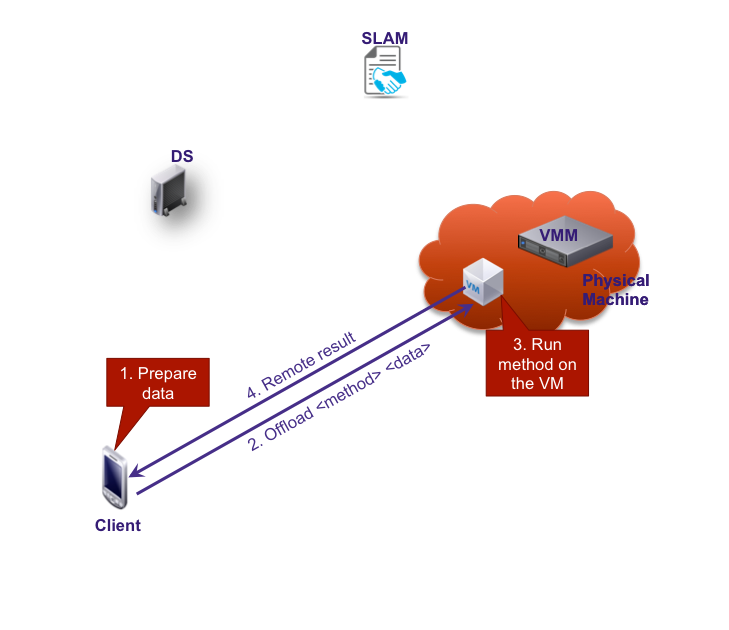 SLAM
DS
VMM
VM
Physical
Machine
1. Prepare
data
3. Run
method on
the VM
4. Remote result
2. Offload <method> <data>
Client